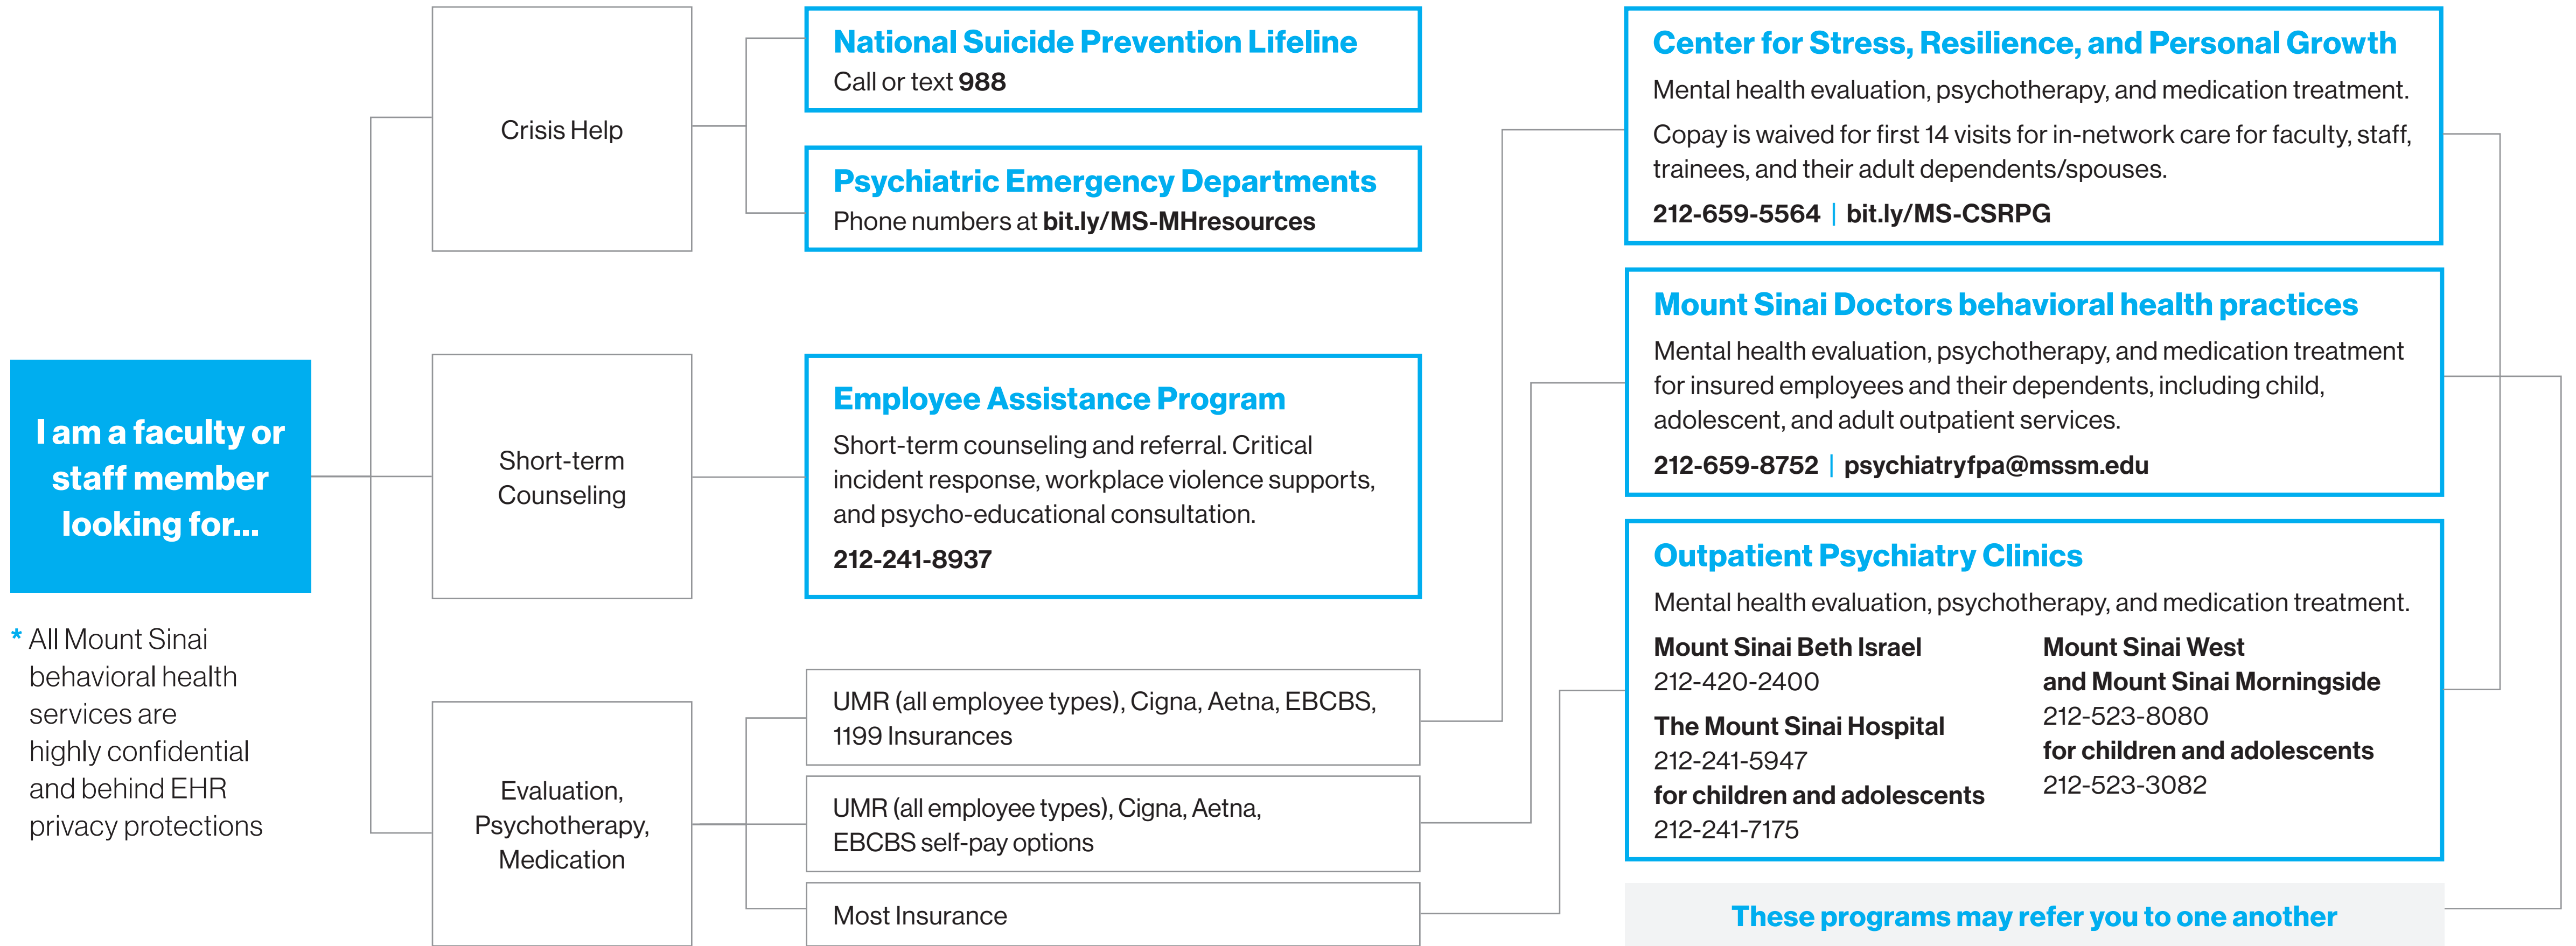 I am a faculty or
staff member
looking for...
* All Mount Sinai
behavioral health
services are
highly confidential
and behind EHR
privacy protections
Crisis Help
National Suicide Prevention Lifeline
Call or text 988
Psychiatric Emergency Departments
Phone numbers at bit.ly/MS-MHresources
Short-term
Counseling
Employee Assistance Program
Short-term counseling and referral. Critical
incident response, workplace violence supports,
and psycho-educational consultation.
212-241-8937
Evaluation,
Psychotherapy,
Medication
UMR (all employee types), Cigna, Aetna, EBCBS,
1199 Insurances
UMR (all employee types), Cigna, Aetna,
EBCBS self-pay options
Most Insurance
Center for Stress, Resilience, and Personal Growth
Mental health evaluation, psychotherapy, and medication treatment.
Copay is waived for first 14 visits for in-network care for faculty, staff,
trainees, and their adult dependents/spouses.
212-659-5564 | bit.ly/MS-CSRPG
Mount Sinai Doctors behavioral health practices
Mental health evaluation, psychotherapy, and medication treatment
for insured employees and their dependents, including child,
adolescent, and adult outpatient services.
212-659-8752 | psychiatryfpa@mssm.edu
Outpatient Psychiatry Clinics
Mental health evaluation, psychotherapy, and medication treatment.
Mount Sinai Beth Israel
212-420-2400
The Mount Sinai Hospital
212-241-5947
for children and adolescents
212-241-7175
Mount Sinai West
and Mount Sinai Morningside
212-523-8080
for children and adolescents
212-523-3082
These programs may refer you to one another